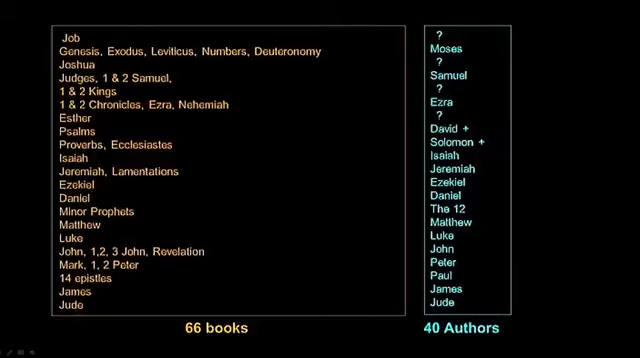 Job
Genesis, Exodus, Leviticus, Numbers, Deuteronomy
Joshua
Judges, 1 & 2 Samuel,
1 & 2 Kings
1 & 2 Chronicles, Ezra, Nehemiah
Esther
Psalms
Proverbs, Ecclesiastes
Isaiah
Jeremiah, Lamentations
Ezekiel
Daniel
Minor Prophets
Matthew
Luke
John, 1,2, 3 John, Revelation
Mark, 1, 2 Peter
14 epistles
James
Jude
66 books
?
Moses
?
Samuel
?
Ezra
?
David +
Solomon +
Isaiah
Jeremiah
Ezekiel
Daniel
The 12
Matthew
Luke
John
Peter
Paul
James
Jude
40 Authors